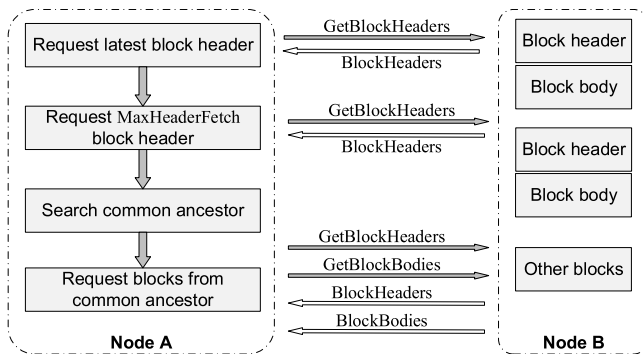 Request latest block header
Request MaxHeaderFetch
block header
Search common ancestor
Request blocks from
common ancestor
Node A
GetBlockHeaders
BlockHeaders
GetBlockHeaders
BlockHeaders
GetBlockHeaders
GetBlockBodies
BlockHeaders
BlockBodies
Block header
Block body
Block header
Block body
Other blocks
Node B